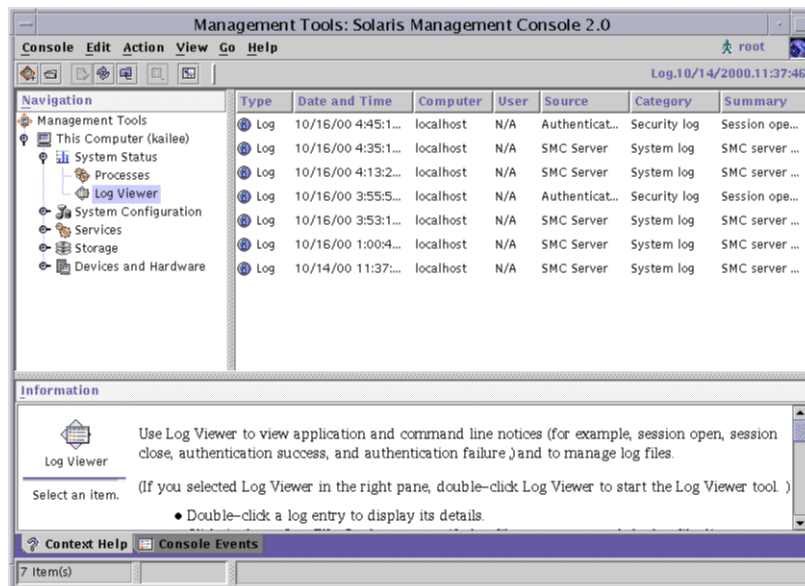 Management Tools: Solaris Management Console 2.0
Console Edit Action View Go Help
root
Log.10/14/2000.11:37:46
Navigation
Management Tools
This Computer (kailee)
System Status
Processes
Log Viewer
System Configuration
Services
Storage
Devices and Hardware
Type Date and Time Computer User Source Category Summary
Log 10/16/00 4:45:1... localhost N/A Authenticat... Security log Session ope...
Log 10/16/00 4:35:1... localhost N/A SMC Server System log SMC server ...
Log 10/16/00 4:13:2... localhost N/A SMC Server System log SMC server ...
Log 10/16/00 3:55:5... localhost N/A Authenticat... Security log Session ope...
Log 10/16/00 3:53:1... localhost N/A SMC Server System log SMC server ...
Log 10/16/00 1:00:4... localhost N/A SMC Server System log SMC server ...
Log 10/14/00 11:37:... localhost N/A SMC Server System log SMC server ...
Information
Log Viewer
Select an item.
Use Log Viewer to view application and command line notices (for example, session open, session
close, authentication success, and authentication failure ,)and to manage log files.
(If you selected Log Viewer in the right pane, double-click Log Viewer to start the Log Viewer tool. )
• Double-click a log entry to display its details.
Context Help Console Events
7 Item(s)